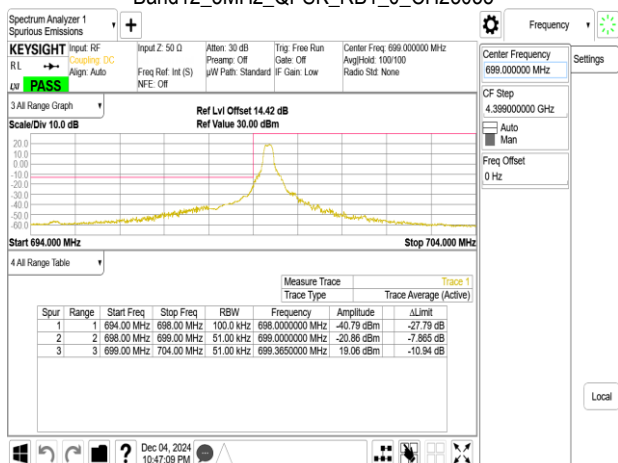 Spectrum Analyzer 1
Spurious Emissions
Frequency
KEYSIGHT
RL
LXI
PASS
Input: RF
Coupling: DC
Align: Auto
Input Z: 50 Ω
Freq Ref: Int (S)
NFE: Off
Atten: 30 dB
Preamp: Off
µW Path: Standard
Trig: Free Run
Gate: Off
IF Gain: Low
Center Freq: 699.000000 MHz
Avg|Hold: 100/100
Radio Std: None
Center Frequency
699.000000 MHz
Settings
CF Step
4.399000000 GHz
Auto
Man
Freq Offset
0 Hz
3 All Range Graph
Scale/Div 10.0 dB
Ref Lvl Offset 14.42 dB
Ref Value 30.00 dBm
20.0
10.0
0.00
-10.0
-20.0
-30.0
-40.0
-50.0
-60.0
Start 694.000 MHz
Stop 704.000 MHz
4 All Range Table
Measure Trace Trace 1
Trace Type Trace Average (Active)
Spur Range Start Freq Stop Freq RBW Frequency Amplitude ΔLimit
1 1 694.00 MHz 698.00 MHz 100.0 kHz 698.0000000 MHz -40.79 dBm -27.79 dB
2 2 698.00 MHz 699.00 MHz 51.00 kHz 699.0000000 MHz -20.86 dBm -7.865 dB
3 3 699.00 MHz 704.00 MHz 51.00 kHz 699.3650000 MHz 19.06 dBm -10.94 dB
Local
?
Dec 04, 2024
10:47:09 PM